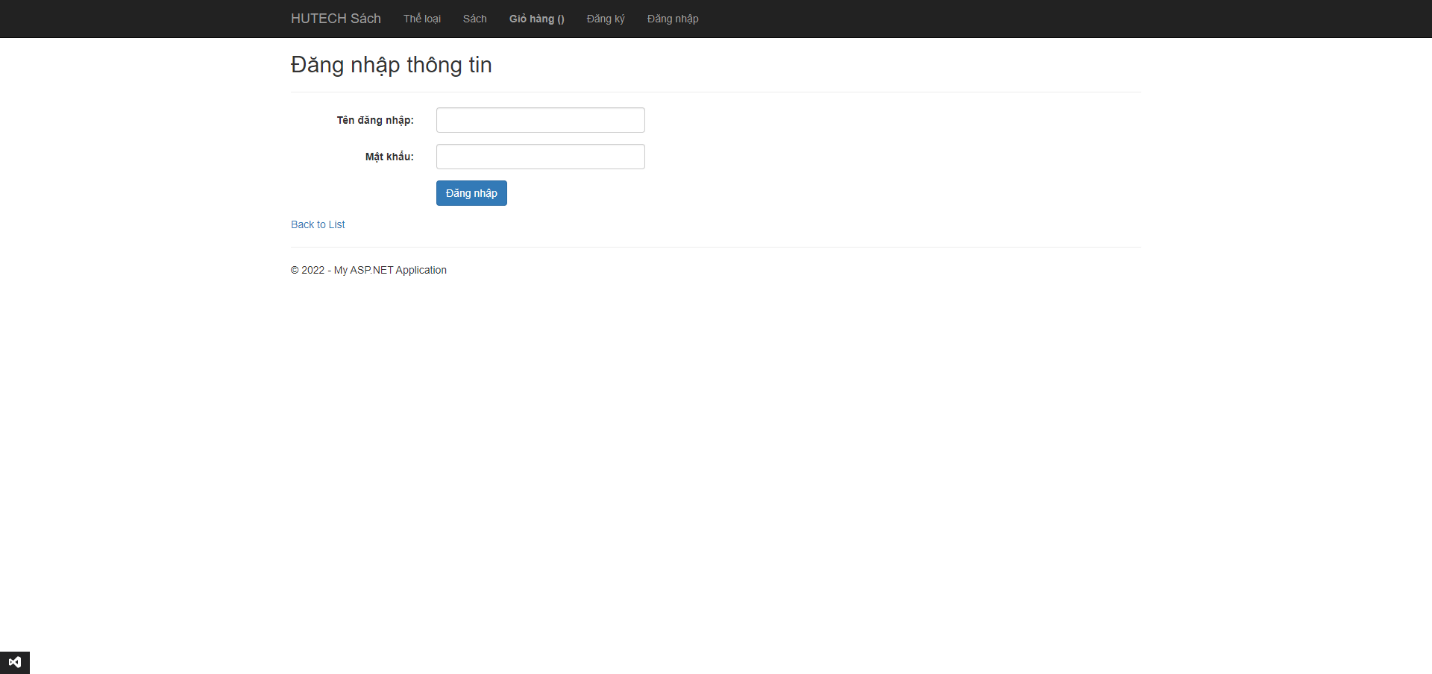 HUTECH Sách Thể loại Sách Giỏ hàng () Đăng ký Đăng nhập
Đăng nhập thông tin
Tên đăng nhập:
Mật khẩu:
Đăng nhập
Back to List
© 2022 - My ASP.NET Application